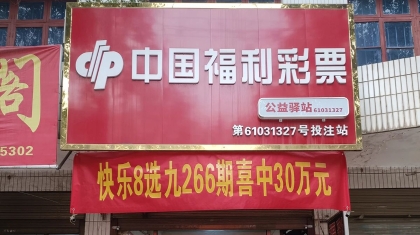 中国福利彩票
公益驿站 61031327
第61031327号投注站
阁
5302
快乐8选九266期喜中30万元